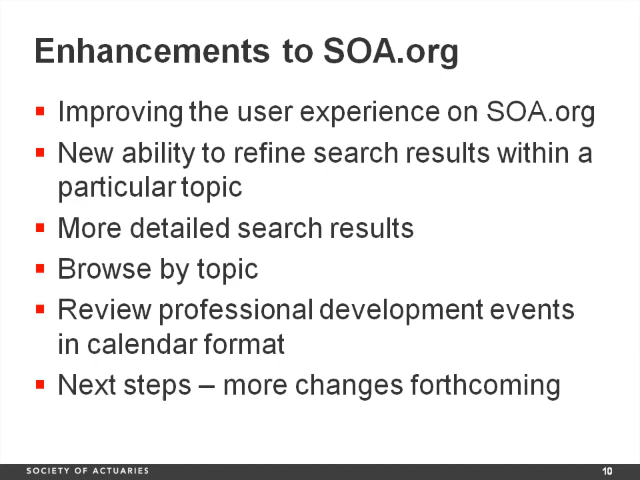 Enhancements to SOA.org
▪ Improving the user experience on SOA.org
▪ New ability to refine search results within a
particular topic
▪ More detailed search results
▪ Browse by topic
▪ Review professional development events
in calendar format
▪ Next steps – more changes forthcoming
SOCIETY OF ACTUARIES
10